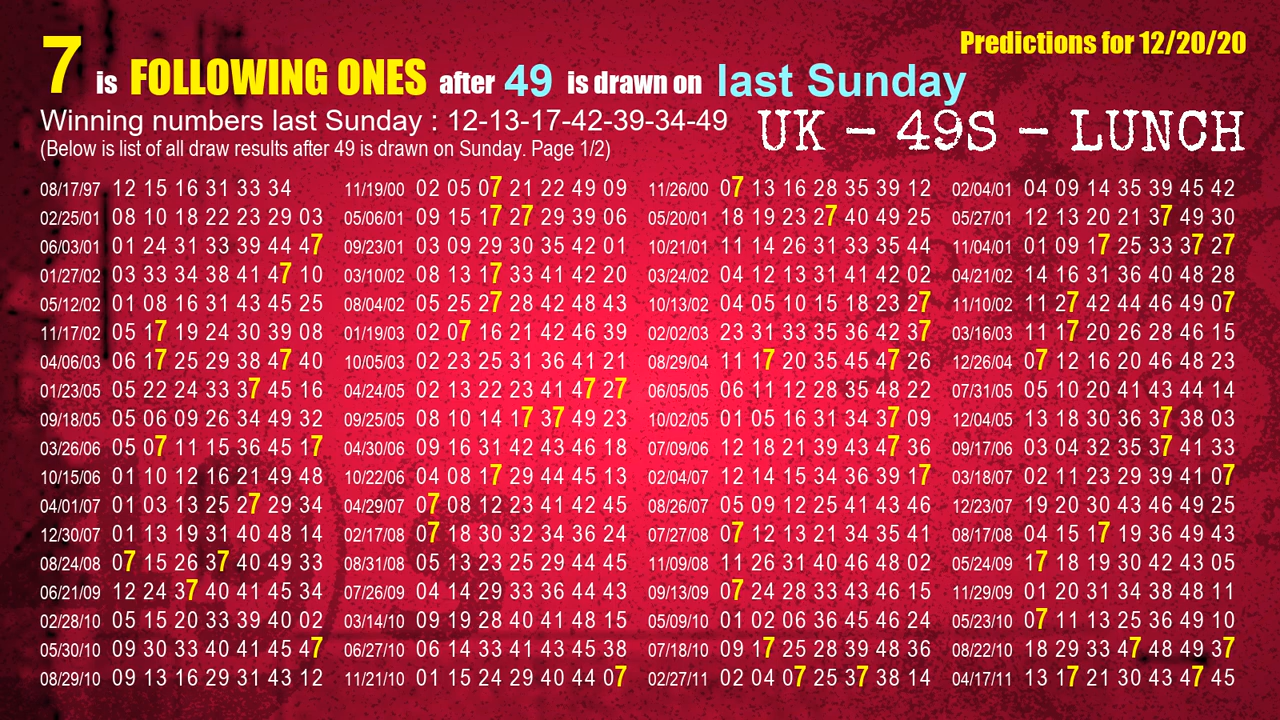 Predictions for 12/20/20
7 is FOLLOWING ONES after 49 is drawn on last Sunday
Winning numbers last Sunday : 12-13-17-42-39-34-49
UK - 49S - LUNCH
(Below is list of all draw results after 49 is drawn on Sunday. Page 1/2)
08/17/97 12 15 16 31 33 34 11/19/00 02 05 07 21 22 49 09 11/26/00 07 13 16 28 35 39 12 02/04/01 04 09 14 35 39 45 42
02/25/01 08 10 18 22 23 29 03 05/06/01 09 15 17 27 29 39 06 05/20/01 18 19 23 27 40 49 25 05/27/01 12 13 20 21 37 49 30
06/03/01 01 24 31 33 39 44 47 09/23/01 03 09 29 30 35 42 01 10/21/01 11 14 26 31 33 35 44 11/04/01 01 09 17 25 33 37 27
01/27/02 03 33 34 38 41 47 10 03/10/02 08 13 17 33 41 42 20 03/24/02 04 12 13 31 41 42 02 04/21/02 14 16 31 36 40 48 28
05/12/02 01 08 16 31 43 45 25 08/04/02 05 25 27 28 42 48 43 10/13/02 04 05 10 15 18 23 27 11/10/02 11 27 42 44 46 49 07
11/17/02 05 17 19 24 30 39 08 01/19/03 02 07 16 21 42 46 39 02/02/03 23 31 33 35 36 42 37 03/16/03 11 17 20 26 28 46 15
04/06/03 06 17 25 29 38 47 40 10/05/03 02 23 25 31 36 41 21 08/29/04 11 17 20 35 45 47 26 12/26/04 07 12 16 20 46 48 23
01/23/05 05 22 24 33 37 45 16 04/24/05 02 13 22 23 41 47 27 06/05/05 06 11 12 28 35 48 22 07/31/05 05 10 20 41 43 44 14
09/18/05 05 06 09 26 34 49 32 09/25/05 08 10 14 17 37 49 23 10/02/05 01 05 16 31 34 37 09 12/04/05 13 18 30 36 37 38 03
03/26/06 05 07 11 15 36 45 17 04/30/06 09 16 31 42 43 46 18 07/09/06 12 18 21 39 43 47 36 09/17/06 03 04 32 35 37 41 33
10/15/06 01 10 12 16 21 49 48 10/22/06 04 08 17 29 44 45 13 02/04/07 12 14 15 34 36 39 17 03/18/07 02 11 23 29 39 41 07
04/01/07 01 03 13 25 27 29 34 04/29/07 07 08 12 23 41 42 45 08/26/07 05 09 12 25 41 43 46 12/23/07 19 20 30 43 46 49 25
12/30/07 01 13 19 31 40 48 14 02/17/08 07 18 30 32 34 36 24 07/27/08 07 12 13 21 34 35 41 08/17/08 04 15 17 19 36 49 43
08/24/08 07 15 26 37 40 49 33 08/31/08 05 13 23 25 29 44 45 11/09/08 11 26 31 40 46 48 02 05/24/09 17 18 19 30 42 43 05
06/21/09 12 24 37 40 41 45 34 07/26/09 04 14 29 33 36 44 43 09/13/09 07 24 28 33 43 46 15 11/29/09 01 20 31 34 38 48 11
02/28/10 05 15 20 33 39 40 02 03/14/10 09 19 28 40 41 48 15 05/09/10 01 02 06 36 45 46 24 05/23/10 07 11 13 25 36 49 10
05/30/10 09 30 33 40 41 45 47 06/27/10 06 14 33 41 43 45 38 07/18/10 09 17 25 28 39 48 36 08/22/10 18 29 33 47 48 49 37
08/29/10 09 13 16 29 31 43 12 11/21/10 01 15 24 29 40 44 07 02/27/11 02 04 07 25 37 38 14 04/17/11 13 17 21 30 43 47 45